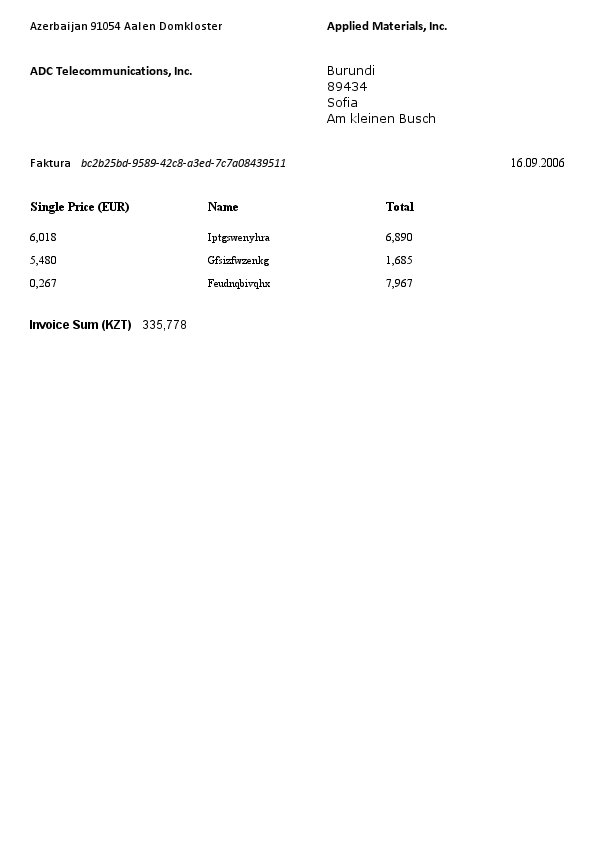 Azerbaijan 91054 Aalen Domkloster
Applied Materials, Inc.
ADC Telecommunications, Inc.
Burundi
89434
Sofia
Am kleinen Busch
Faktura bc2b25bd-9589-42c8-a3ed-7c7a08439511 16.09.2006
Single Price (EUR) Name Total
6,018 Iptgswenyhra 6,890
5,480 Gfsizfwzenkg 1,685
0,267 Feudnqbivqhx 7,967
Invoice Sum (KZT) 335,778